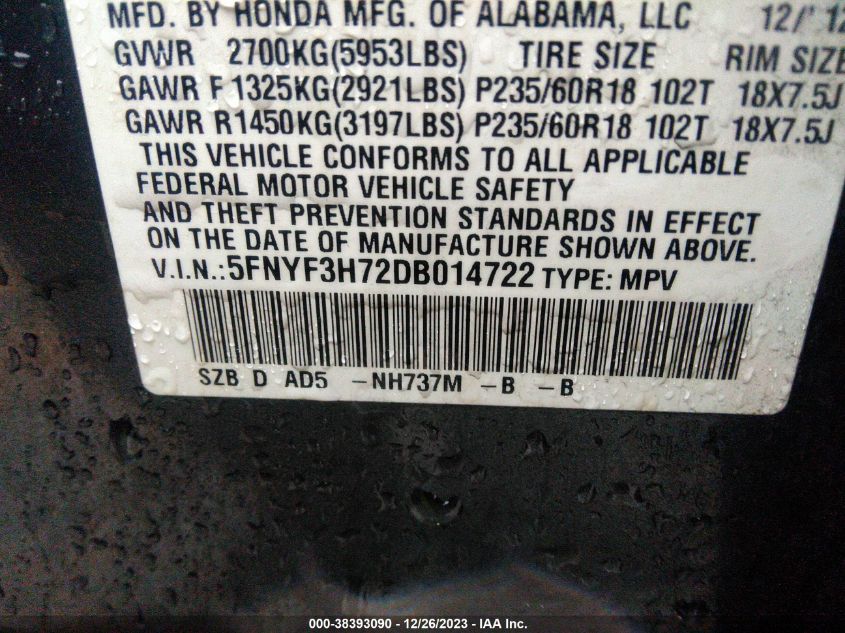 MFD. BY HONDA MFG. OF ALABAMA, LLC 12/ 12
GVWR 2700KG(5953LBS) TIRE SIZE RIM SIZE
GAWR F 1325KG(2921LBS) P235/60R18 102T 18X7.5J
GAWR R1450KG(3197LBS) P235/60R18 102T 18X7.5J
THIS VEHICLE CONFORMS TO ALL APPLICABLE
FEDERAL MOTOR VEHICLE SAFETY
AND THEFT PREVENTION STANDARDS IN EFFECT
ON THE DATE OF MANUFACTURE SHOWN ABOVE.
V.I.N.:5FNYF3H72DB014722 TYPE: MPV
SZB D AD5 -NH737M -B -B
000-38393090 - 12/26/2023 - IAA Inc.